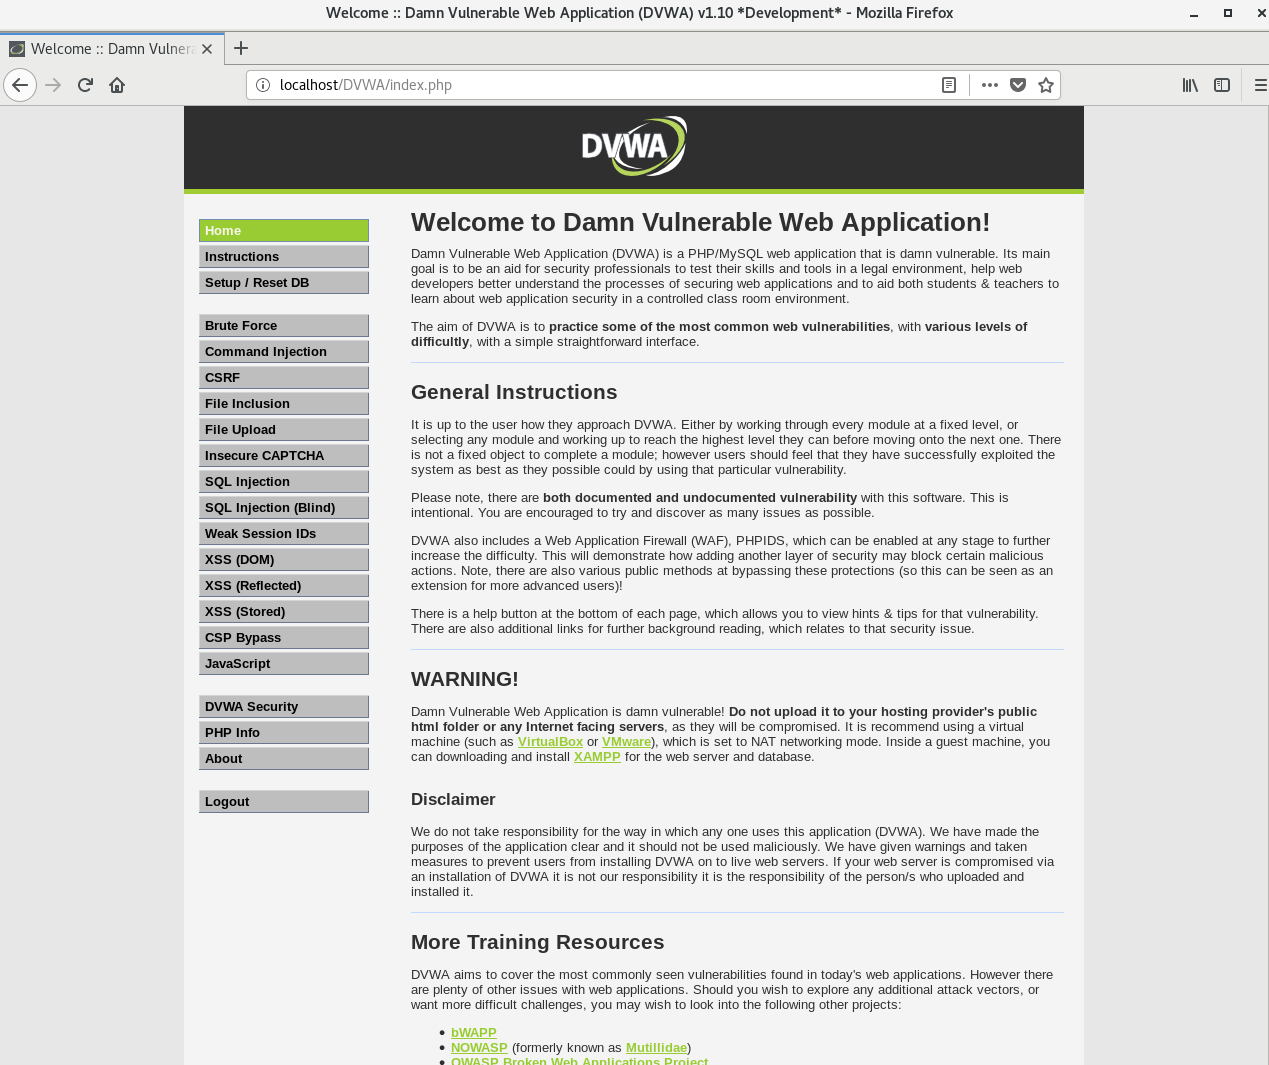 Welcome :: Damn Vulnerable Web Application (DVWA) v1.10 *Development* - Mozilla Firefox
Welcome :: Damn Vulnera
localhost/DVWA/index.php
DVWA
Home
Instructions
Setup / Reset DB
Brute Force
Command Injection
CSRF
File Inclusion
File Upload
Insecure CAPTCHA
SQL Injection
SQL Injection (Blind)
Weak Session IDs
XSS (DOM)
XSS (Reflected)
XSS (Stored)
CSP Bypass
JavaScript
DVWA Security
PHP Info
About
Logout
Welcome to Damn Vulnerable Web Application!
Damn Vulnerable Web Application (DVWA) is a PHP/MySQL web application that is damn vulnerable. Its main
goal is to be an aid for security professionals to test their skills and tools in a legal environment, help web
developers better understand the processes of securing web applications and to aid both students & teachers to
learn about web application security in a controlled class room environment.
The aim of DVWA is to practice some of the most common web vulnerabilities, with various levels of
difficultly, with a simple straightforward interface.
General Instructions
It is up to the user how they approach DVWA. Either by working through every module at a fixed level, or
selecting any module and working up to reach the highest level they can before moving onto the next one. There
is not a fixed object to complete a module; however users should feel that they have successfully exploited the
system as best as they possible could by using that particular vulnerability.
Please note, there are both documented and undocumented vulnerability with this software. This is
intentional. You are encouraged to try and discover as many issues as possible.
DVWA also includes a Web Application Firewall (WAF), PHPIDS, which can be enabled at any stage to further
increase the difficulty. This will demonstrate how adding another layer of security may block certain malicious
actions. Note, there are also various public methods at bypassing these protections (so this can be seen as an
extension for more advanced users)!
There is a help button at the bottom of each page, which allows you to view hints & tips for that vulnerability.
There are also additional links for further background reading, which relates to that security issue.
WARNING!
Damn Vulnerable Web Application is damn vulnerable! Do not upload it to your hosting provider's public
html folder or any Internet facing servers, as they will be compromised. It is recommend using a virtual
machine (such as VirtualBox or VMware), which is set to NAT networking mode. Inside a guest machine, you
can downloading and install XAMPP for the web server and database.
Disclaimer
We do not take responsibility for the way in which any one uses this application (DVWA). We have made the
purposes of the application clear and it should not be used maliciously. We have given warnings and taken
measures to prevent users from installing DVWA on to live web servers. If your web server is compromised via
an installation of DVWA it is not our responsibility it is the responsibility of the person/s who uploaded and
installed it.
More Training Resources
DVWA aims to cover the most commonly seen vulnerabilities found in today's web applications. However there
are plenty of other issues with web applications. Should you wish to explore any additional attack vectors, or
want more difficult challenges, you may wish to look into the following other projects:
bWAPP
NOWASP (formerly known as Mutillidae)
OWASP Broken Web Applications Project